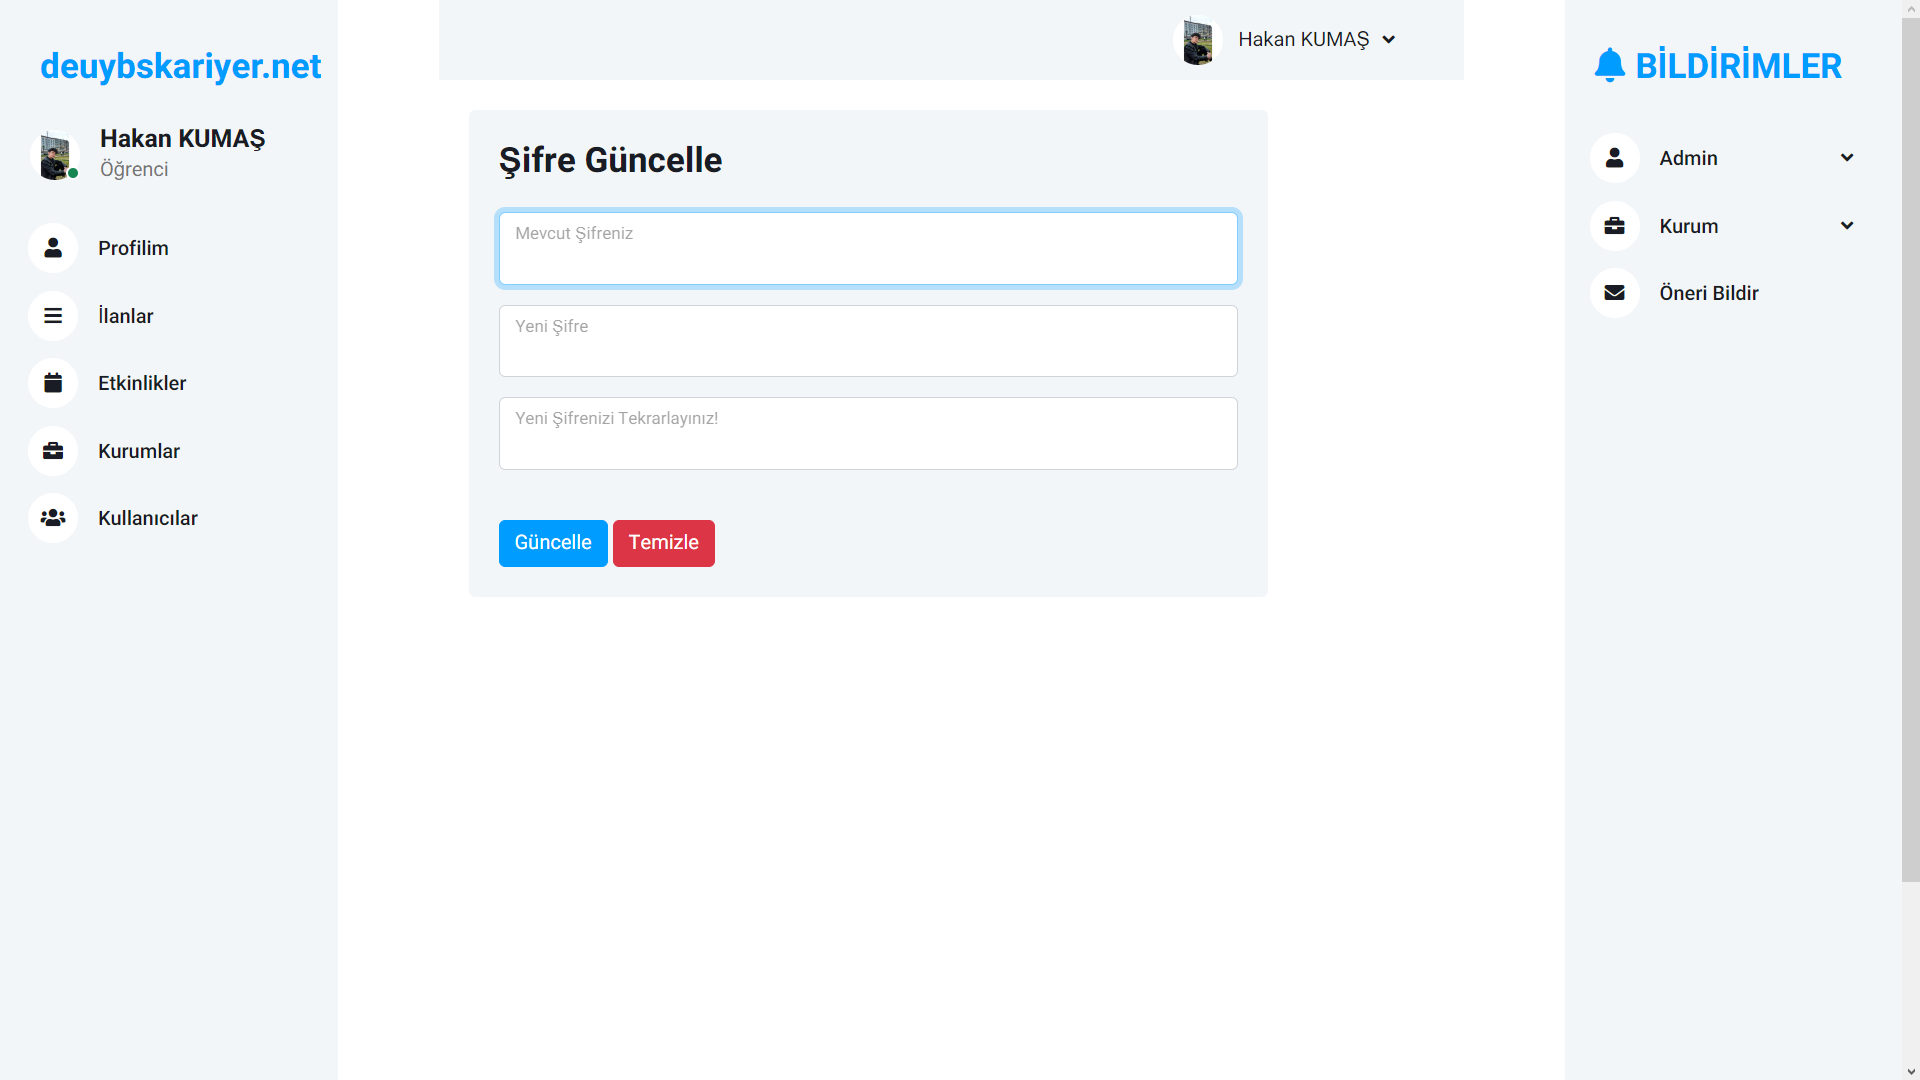 deuybskariyer.net
Hakan KUMAŞ
Öğrenci
Profilim
İlanlar
Etkinlikler
Kurumlar
Kullanıcılar
Hakan KUMAŞ
Şifre Güncelle
Mevcut Şifreniz
Yeni Şifre
Yeni Şifrenizi Tekrarlayınız!
Güncelle Temizle
BİLDİRİMLER
Admin
Kurum
Öneri Bildir